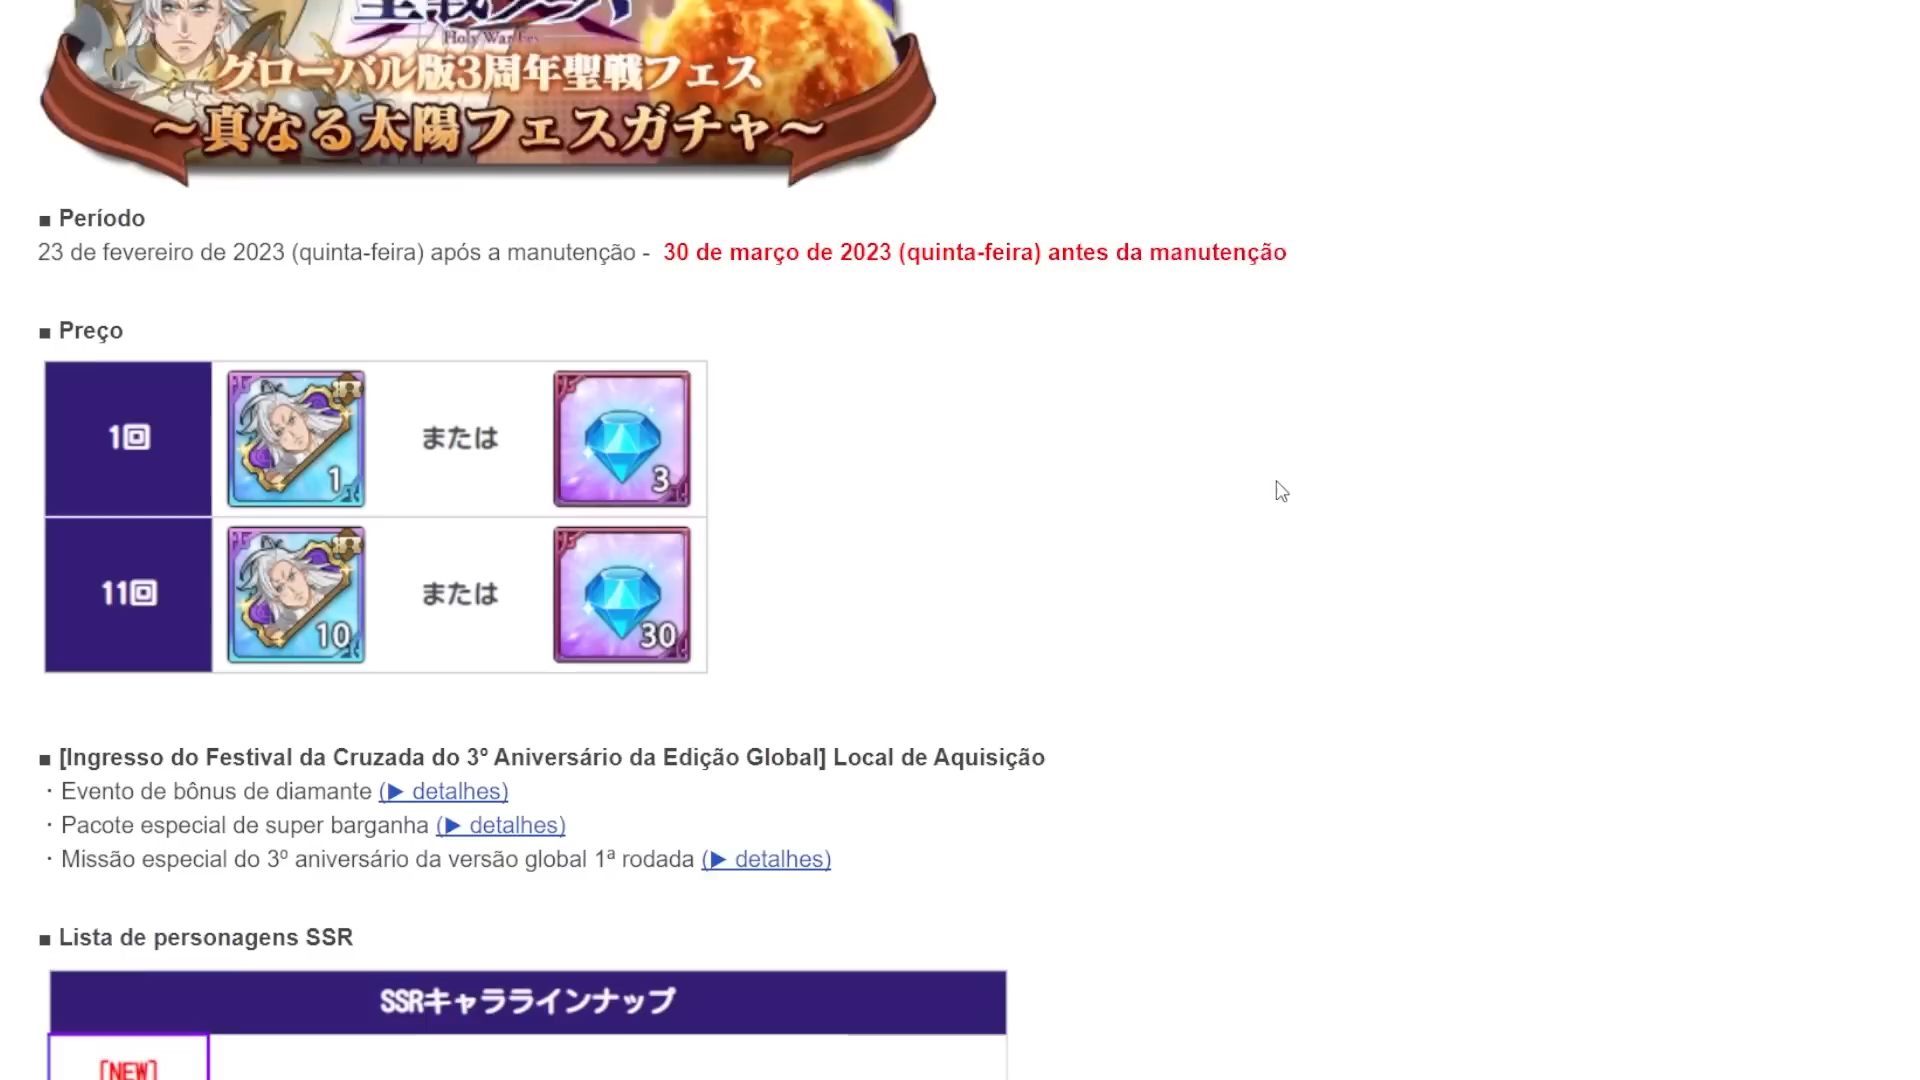 Holy War Fes
グローバル版3周年聖戦フェス
～真なる太陽フェスガチャ～
■ Período
23 de fevereiro de 2023 (quinta-feira) após a manutenção - 30 de março de 2023 (quinta-feira) antes da manutenção
■ Preço
1回 1 または 3
11回 10 または 30
■ [Ingresso do Festival da Cruzada do 3º Aniversário da Edição Global] Local de Aquisição
・Evento de bônus de diamante (▶ detalhes)
・Pacote especial de super barganha (▶ detalhes)
・Missão especial do 3º aniversário da versão global 1ª rodada (▶ detalhes)
■ Lista de personagens SSR
SSRキャララインナップ
[NEW]